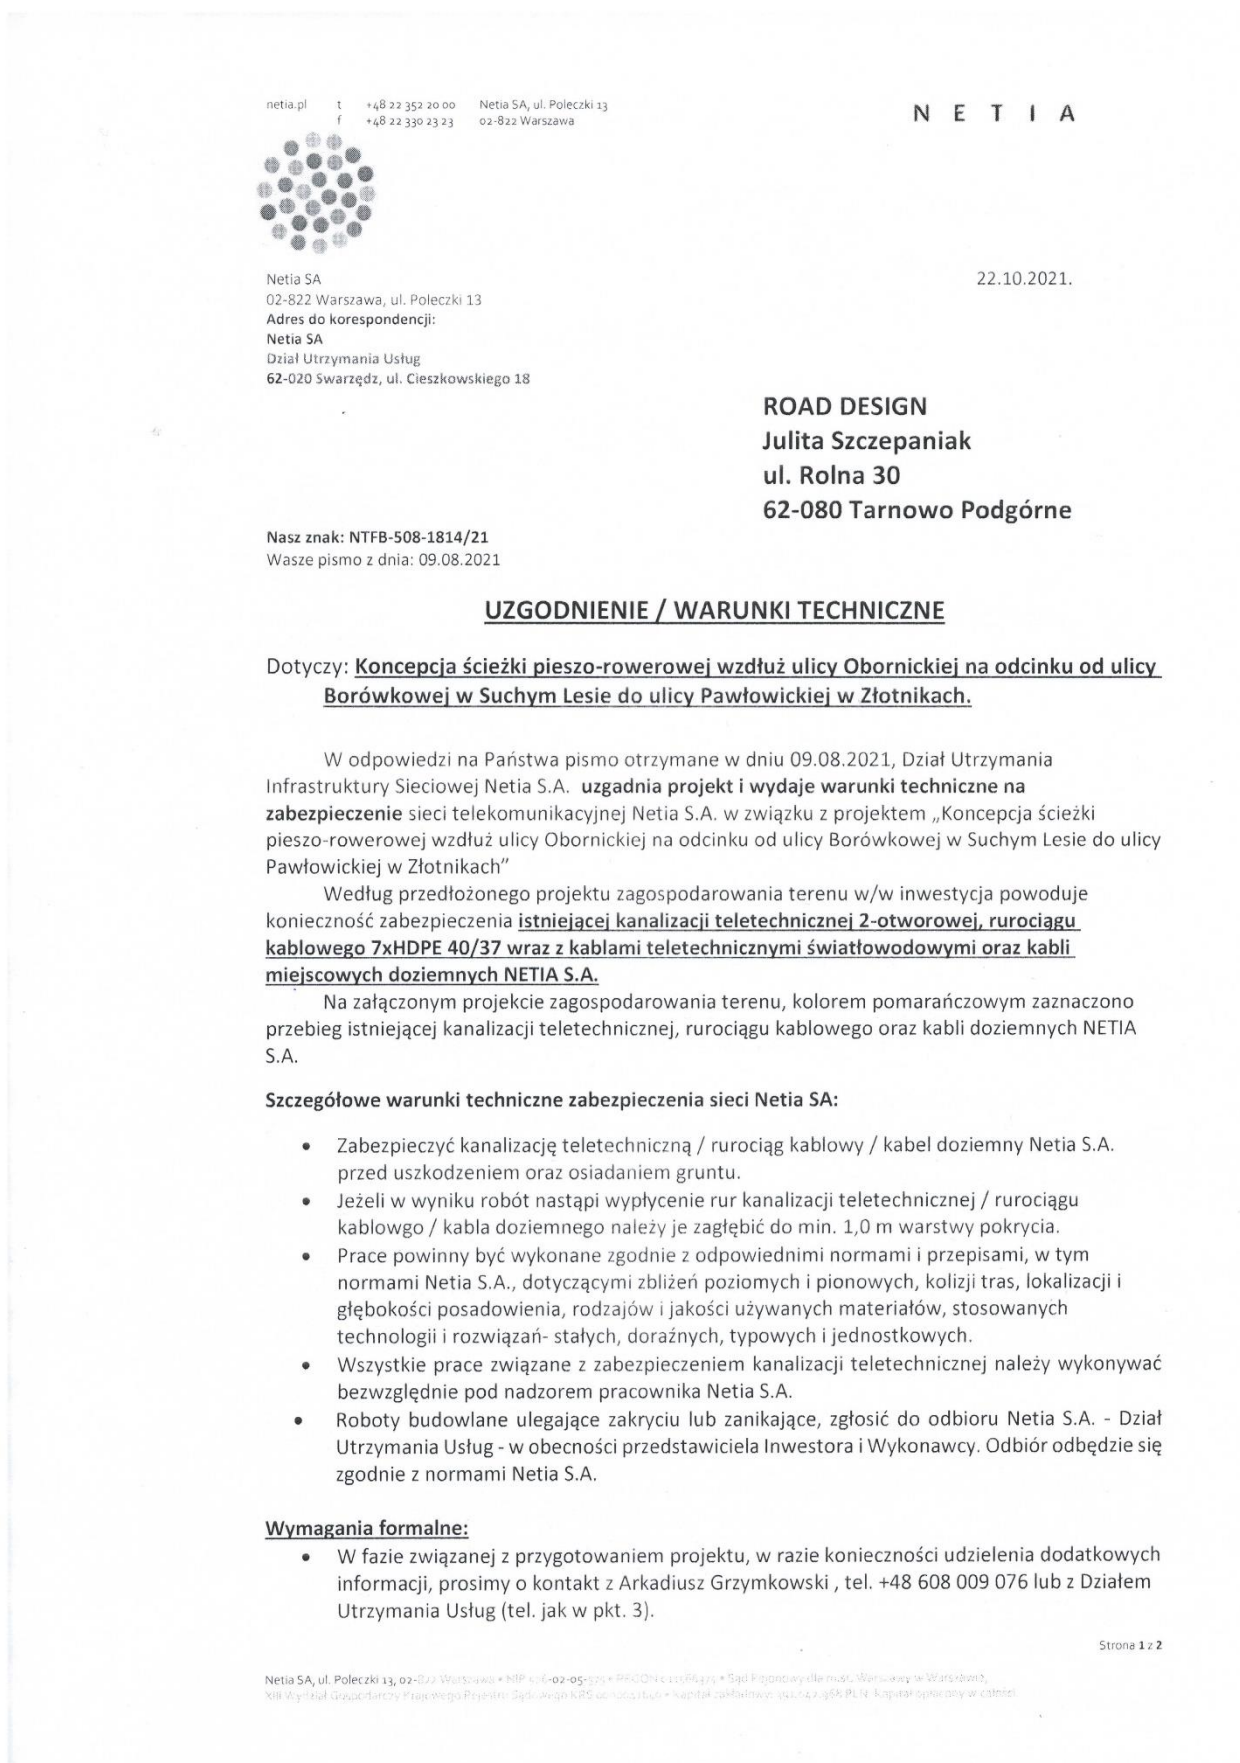 netia.pl t +48 22 352 20 00 Netia SA, ul. Poleczki 13
f +48 22 330 23 23 02-822 Warszawa
N E T I A
Netia SA
02-822 Warszawa, ul. Poleczki 13
Adres do korespondencji:
Netia SA
Dział Utrzymania Usług
62-020 Swarzędz, ul. Cieszkowskiego 18
22.10.2021.
ROAD DESIGN
Julita Szczepaniak
ul. Rolna 30
62-080 Tarnowo Podgórne
Nasz znak: NTFB-508-1814/21
Wasze pismo z dnia: 09.08.2021
UZGODNIENIE / WARUNKI TECHNICZNE
Dotyczy: Koncepcja ścieżki pieszo-rowerowej wzdłuż ulicy Obornickiej na odcinku od ulicy
Borówkowej w Suchym Lesie do ulicy Pawłowickiej w Złotnikach.
W odpowiedzi na Państwa pismo otrzymane w dniu 09.08.2021, Dział Utrzymania
Infrastruktury Sieciowej Netia S.A. uzgadnia projekt i wydaje warunki techniczne na
zabezpieczenie sieci telekomunikacyjnej Netia S.A. w związku z projektem „Koncepcja ścieżki
pieszo-rowerowej wzdłuż ulicy Obornickiej na odcinku od ulicy Borówkowej w Suchym Lesie do ulicy
Pawłowickiej w Złotnikach”
Według przedłożonego projektu zagospodarowania terenu w/w inwestycja powoduje
konieczność zabezpieczenia istniejącej kanalizacji teletechnicznej 2-otworowej, rurociągu
kablowego 7xHDPE 40/37 wraz z kablami teletechnicznymi światłowodowymi oraz kabli
miejscowych doziemnych NETIA S.A.
Na załączonym projekcie zagospodarowania terenu, kolorem pomarańczowym zaznaczono
przebieg istniejącej kanalizacji teletechnicznej, rurociągu kablowego oraz kabli doziemnych NETIA
S.A.
Szczegółowe warunki techniczne zabezpieczenia sieci Netia SA:
• Zabezpieczyć kanalizację teletechniczną / rurociąg kablowy / kabel doziemny Netia S.A.
przed uszkodzeniem oraz osiadaniem gruntu.
• Jeżeli w wyniku robót nastąpi wypłycenie rur kanalizacji teletechnicznej / rurociągu
kablowgo / kabla doziemnego należy je zagłębić do min. 1,0 m warstwy pokrycia.
• Prace powinny być wykonane zgodnie z odpowiednimi normami i przepisami, w tym
normami Netia S.A., dotyczącymi zbliżeń poziomych i pionowych, kolizji tras, lokalizacji i
głębokości posadowienia, rodzajów i jakości używanych materiałów, stosowanych
technologii i rozwiązań- stałych, doraźnych, typowych i jednostkowych.
• Wszystkie prace związane z zabezpieczeniem kanalizacji teletechnicznej należy wykonywać
bezwzględnie pod nadzorem pracownika Netia S.A.
• Roboty budowlane ulegające zakryciu lub zanikające, zgłosić do odbioru Netia S.A. - Dział
Utrzymania Usług - w obecności przedstawiciela Inwestora i Wykonawcy. Odbiór odbędzie się
zgodnie z normami Netia S.A.
Wymagania formalne:
• W fazie związanej z przygotowaniem projektu, w razie konieczności udzielenia dodatkowych
informacji, prosimy o kontakt z Arkadiusz Grzymkowski , tel. +48 608 009 076 lub z Działem
Utrzymania Usług (tel. jak w pkt. 3).
Strona 1 z 2
Netia SA, ul. Poleczki 13, 02-822 Warszawa • NIP